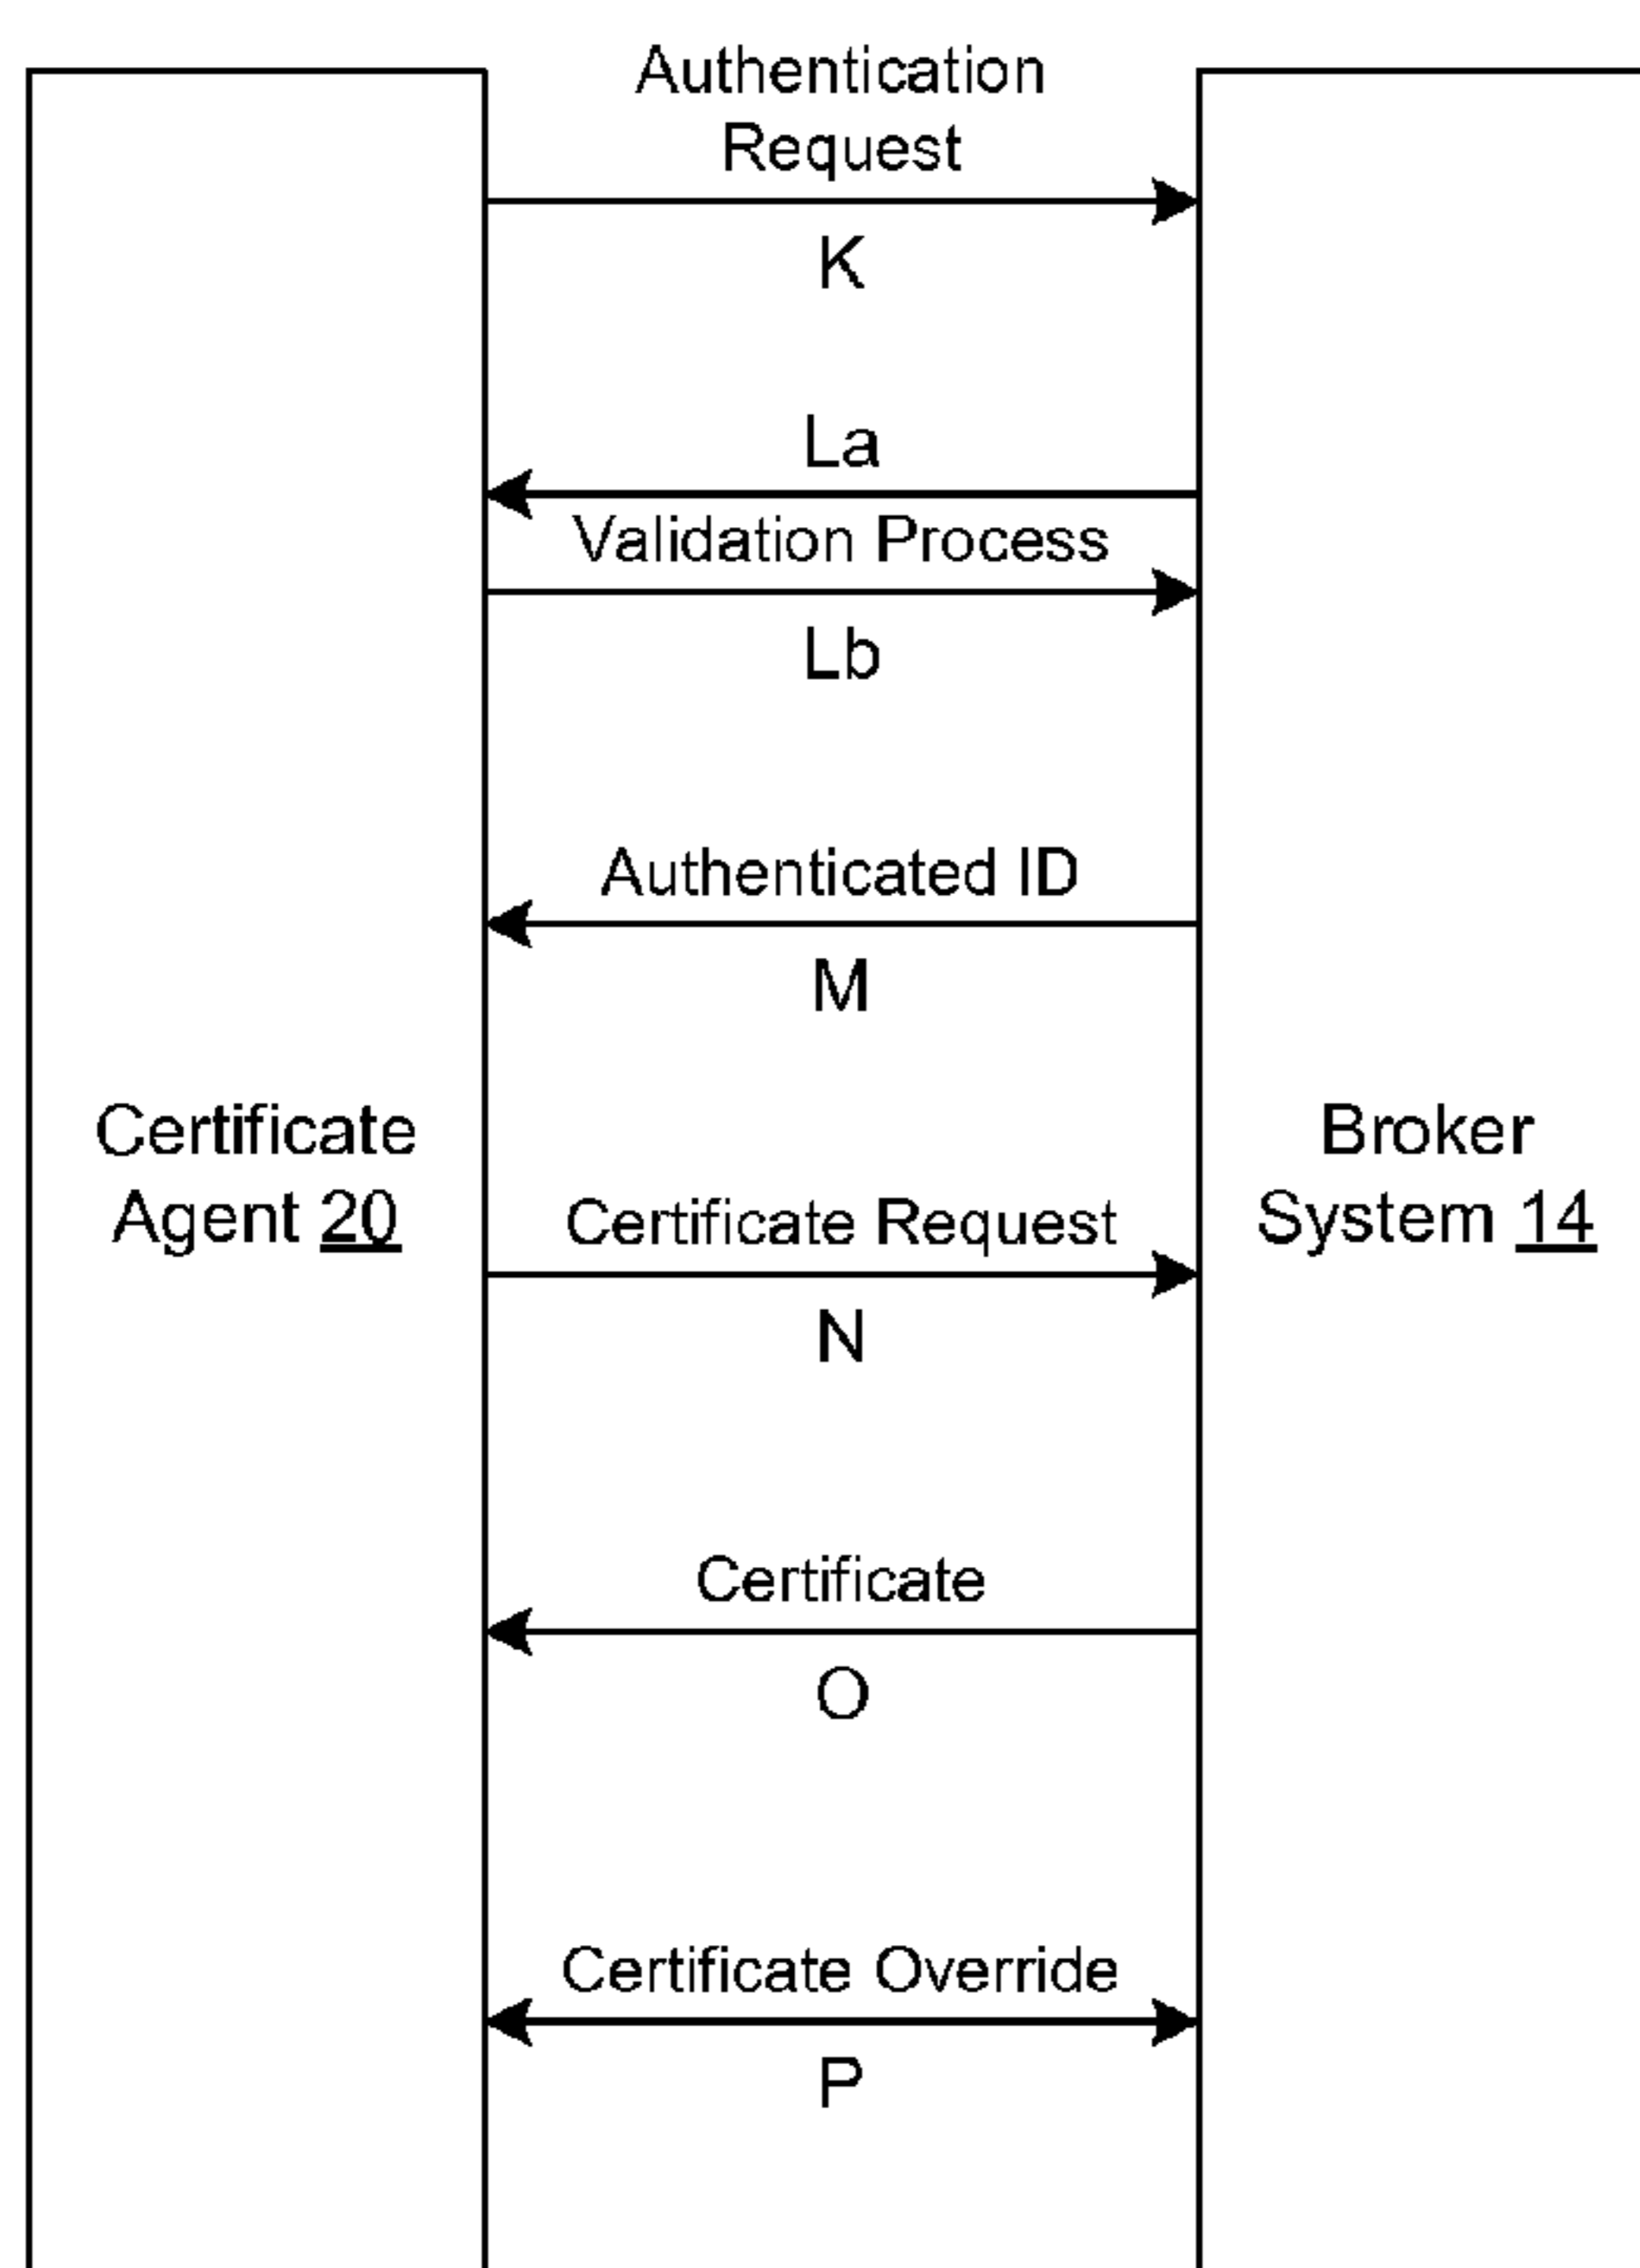 Authentication
Request
K
La
Validation Process
Lb
Authenticated ID
M
Certificate
Agent 20
Broker
System 14
Certificate Request
N
Certificate
O
Certificate Override
P